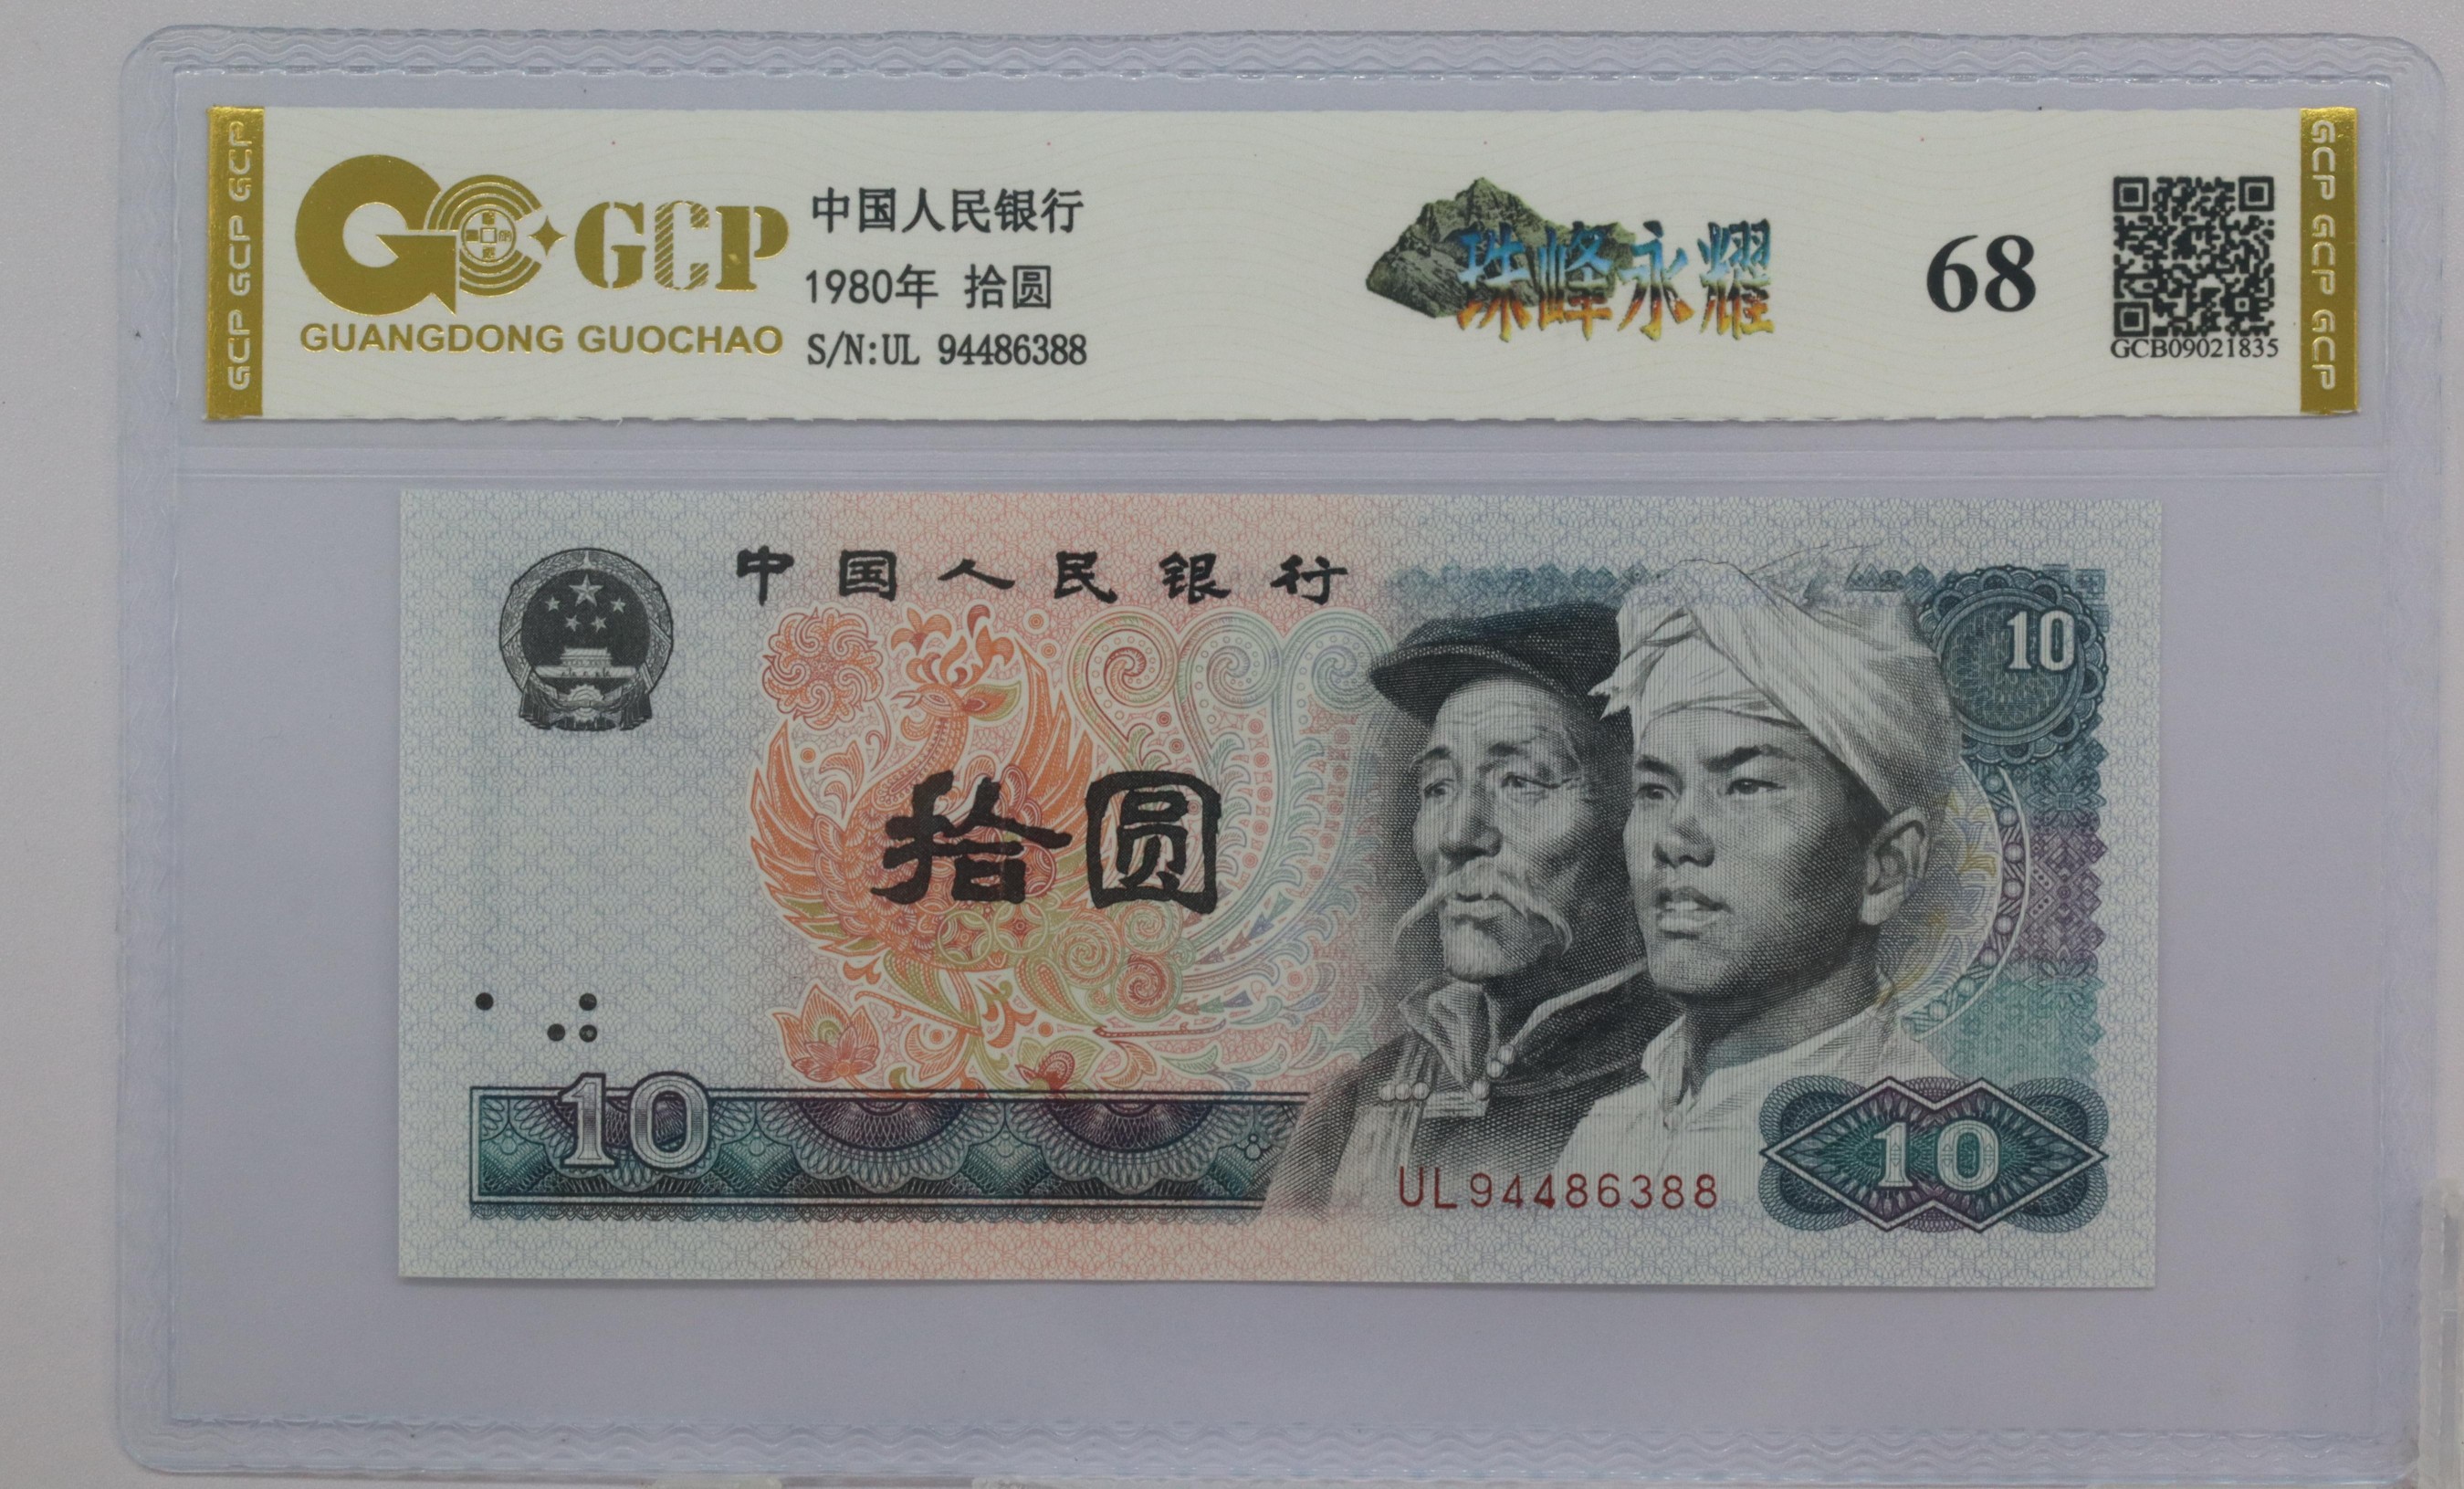 GCP GCP GCP
GCP
GUANGDONG GUOCHAO
中国人民银行
1980年 拾圆
S/N:UL 94486388
珠峰永耀
68
GCB09021835
GCP GCP GCP
中国人民银行
10
拾圆
10
UL94486388
10